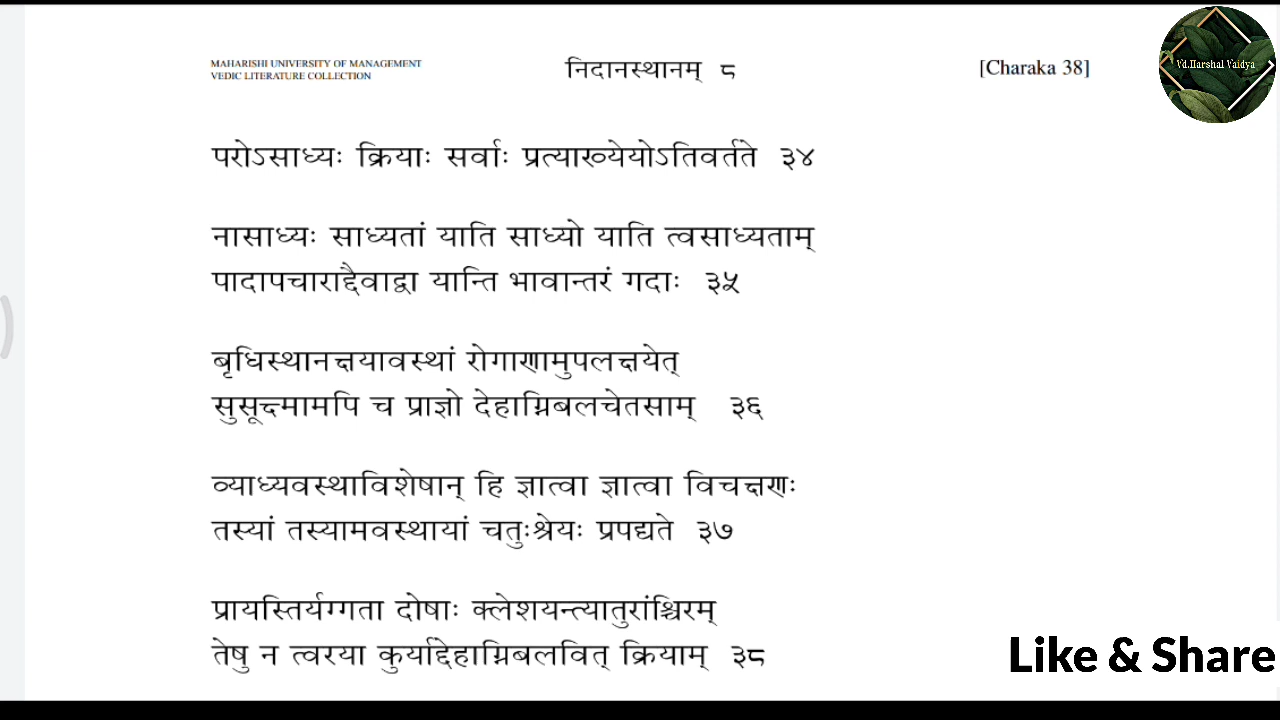 MAHARISHI UNIVERSITY OF MANAGEMENT
VEDIC LITERATURE COLLECTION
निदानस्थानम् ८
[Charaka 38]
Vd.Harshal Vaidya
परोऽसाध्यः क्रियाः सर्वाः प्रत्याख्येयोऽतिवर्तते ३४
नासाध्यः साध्यतां याति साध्यो याति त्वसाध्यताम्
पादापचाराद्दैवाद्वा यान्ति भावान्तरं गदाः ३५
बृधिस्थानक्षयावस्थां रोगाणामुपलक्षयेत्
सुसूक्ष्मामपि च प्राज्ञो देहाग्निबलचेतसाम् ३६
व्याध्यवस्थाविशेषान् हि ज्ञात्वा ज्ञात्वा विचक्षणः
तस्यां तस्यामवस्थायां चतुःश्रेयः प्रपद्यते ३७
प्रायस्तिर्यग्गता दोषाः क्लेशयन्त्यातुरांश्चिरम्
तेषु न त्वरया कुर्याद्देहाग्निबलवित् क्रियाम् ३८
Like & Share